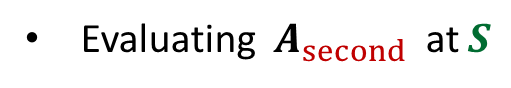 • Evaluating A_second at S